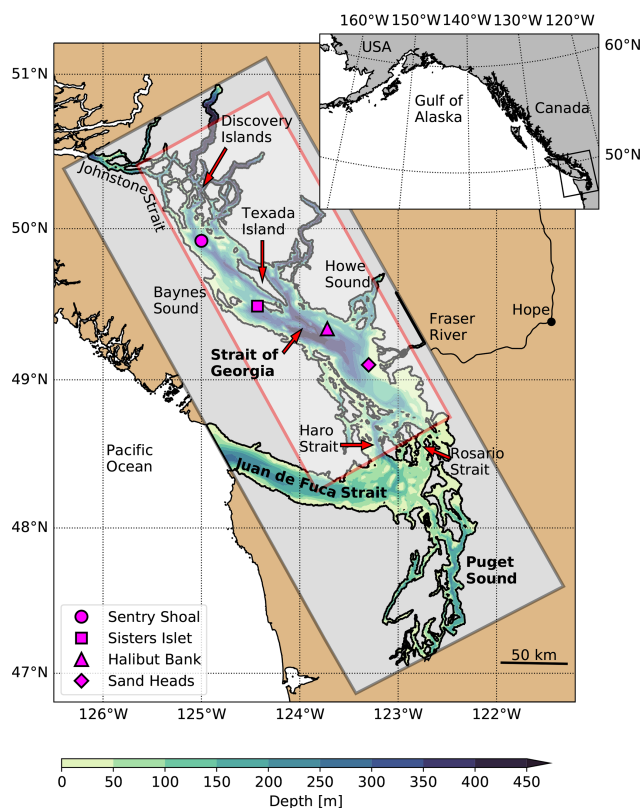 160°W
150°W
140°W
130°W
120°W
60°N
50°N
USA
Gulf of
Alaska
Canada
51°N
50°N
49°N
48°N
47°N
Discovery
Islands
Johnstone Strait
Texada
Island
Howe
Sound
Baynes
Sound
Fraser
River
Hope
Strait of
Georgia
Haro
Strait
Rosario
Strait
Pacific
Ocean
Juan de Fuca Strait
Puget
Sound
Sentry Shoal
Sisters Islet
Halibut Bank
Sand Heads
50 km
126°W
125°W
124°W
123°W
122°W
0
50
100
150
200
250
300
350
400
450
Depth [m]